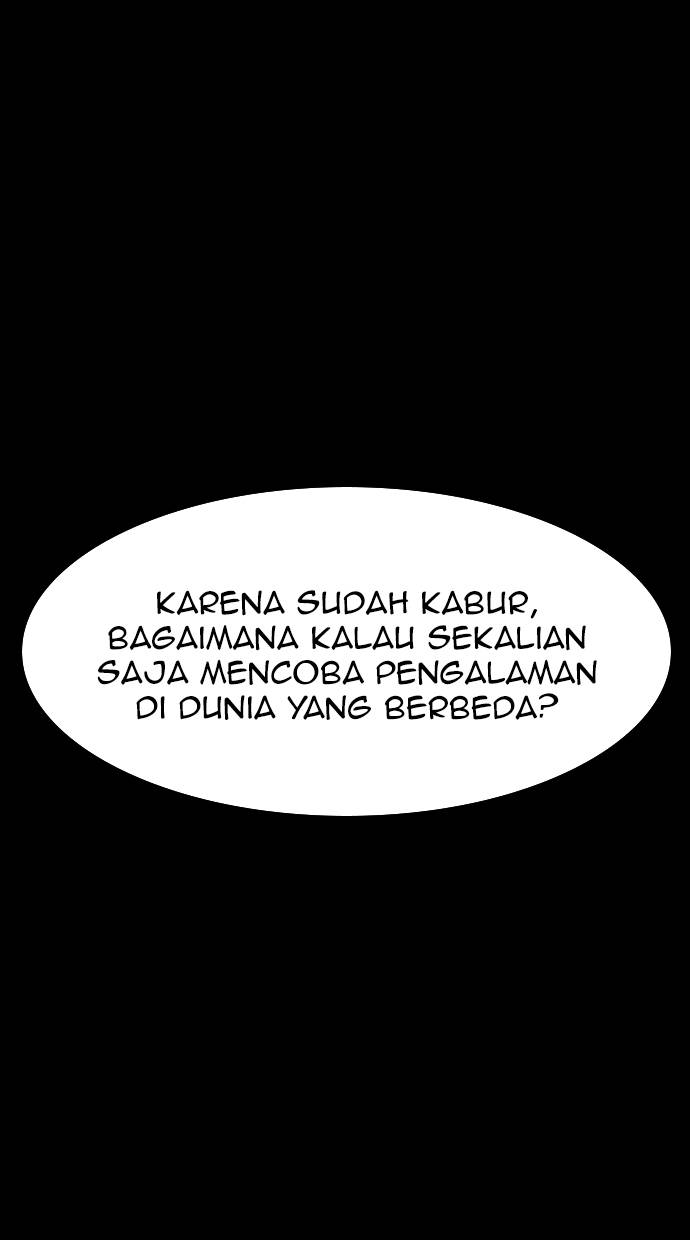 KARENA SUDAH KABUR,
BAGAIMANA KALAU SEKALIAN
SAJA MENCOBA PENGALAMAN
DI DUNIA YANG BERBEDA?